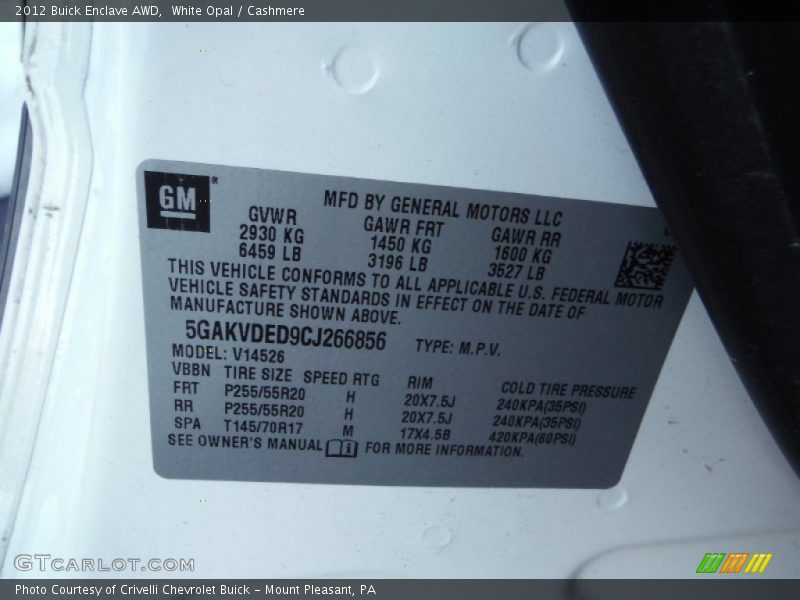 2012 Buick Enclave AWD,  White Opal / Cashmere
GM®
MFD BY GENERAL MOTORS LLC
GVWR GAWR FRT GAWR RR
2930 KG 1450 KG 1600 KG
6459 LB 3196 LB 3527 LB
THIS VEHICLE CONFORMS TO ALL APPLICABLE U.S. FEDERAL MOTOR
VEHICLE SAFETY STANDARDS IN EFFECT ON THE DATE OF
MANUFACTURE SHOWN ABOVE.
5GAKVDED9CJ266856 TYPE: M.P.V.
MODEL: V14526
VBBN TIRE SIZE SPEED RTG RIM COLD TIRE PRESSURE
FRT P255/55R20 H 20X7.5J 240KPA(35PSI)
RR P255/55R20 H 20X7.5J 240KPA(35PSI)
SPA T145/70R17 M 17X4.5B 420KPA(60PSI)
SEE OWNER'S MANUAL FOR MORE INFORMATION.
GTCARLOT.COM
Photo Courtesy of Crivelli Chevrolet Buick – Mount Pleasant, PA